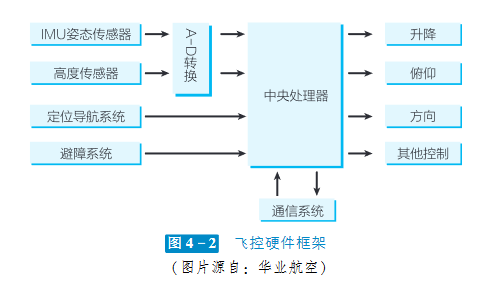 IMU姿态传感器
高度传感器
定位导航系统
避障系统
A-D转换
中央处理器
升降
俯仰
方向
其他控制
通信系统
图4-2 飞控硬件框架
(图片源自：华业航空)